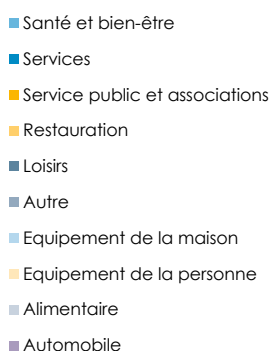 Santé et bien-être
Services
Service public et associations
Restauration
Loisirs
Autre
Equipement de la maison
Equipement de la personne
Alimentaire
Automobile